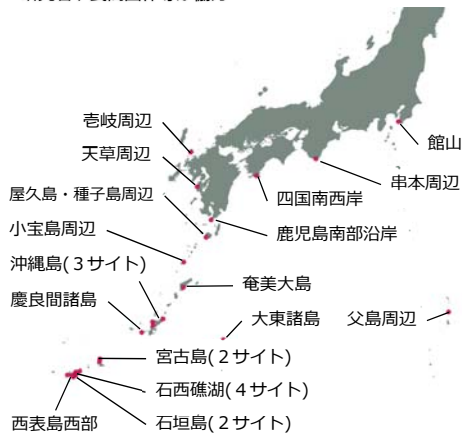 壱岐周辺
天草周辺
屋久島・種子島周辺
小宝島周辺
沖縄島(３サイト)
慶良間諸島
館山
串本周辺
四国南西岸
鹿児島南部沿岸
奄美大島
大東諸島
父島周辺
宮古島(２サイト)
石西礁湖(４サイト)
西表島西部
石垣島(２サイト)